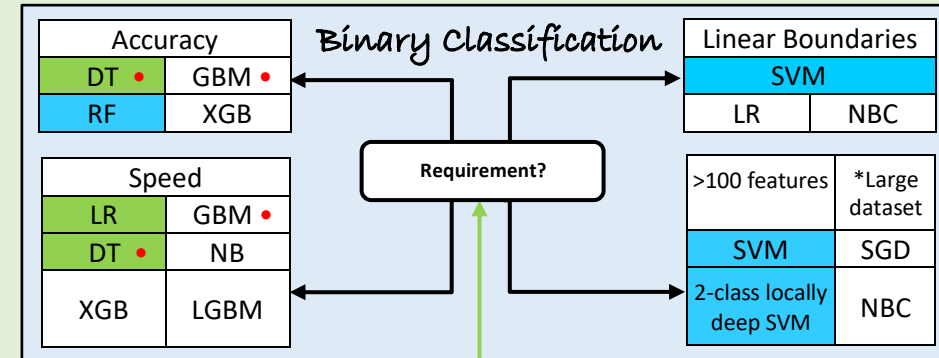 Binary Classification
Accuracy
DT • GBM •
RF XGB
Linear Boundaries
SVM
LR NBC
Requirement?
Speed
LR GBM •
DT • NB
XGB LGBM
>100 features *Large
dataset
SVM SGD
2-class locally
deep SVM NBC